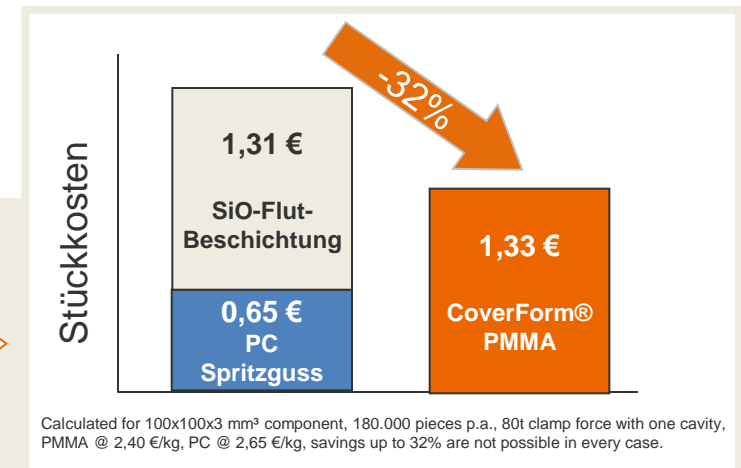 Stückkosten
-32%
1,31 €
SiO-Flut-
Beschichtung
0,65 €
PC
Spritzguss
1,33 €
CoverForm®
PMMA
Calculated for 100x100x3 mm³ component, 180.000 pieces p.a., 80t clamp force with one cavity,
PMMA @ 2,40 €/kg, PC @ 2,65 €/kg, savings up to 32% are not possible in every case.